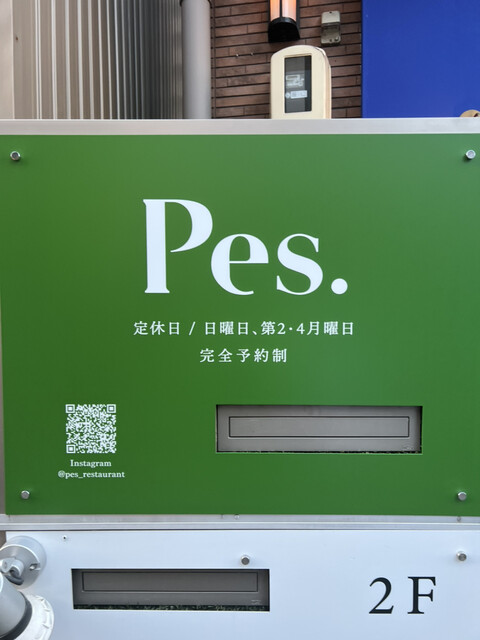 Pes.
定休日 / 日曜日、第2・4月曜日
完全予約制
Instagram
@pes_restaurant
2F